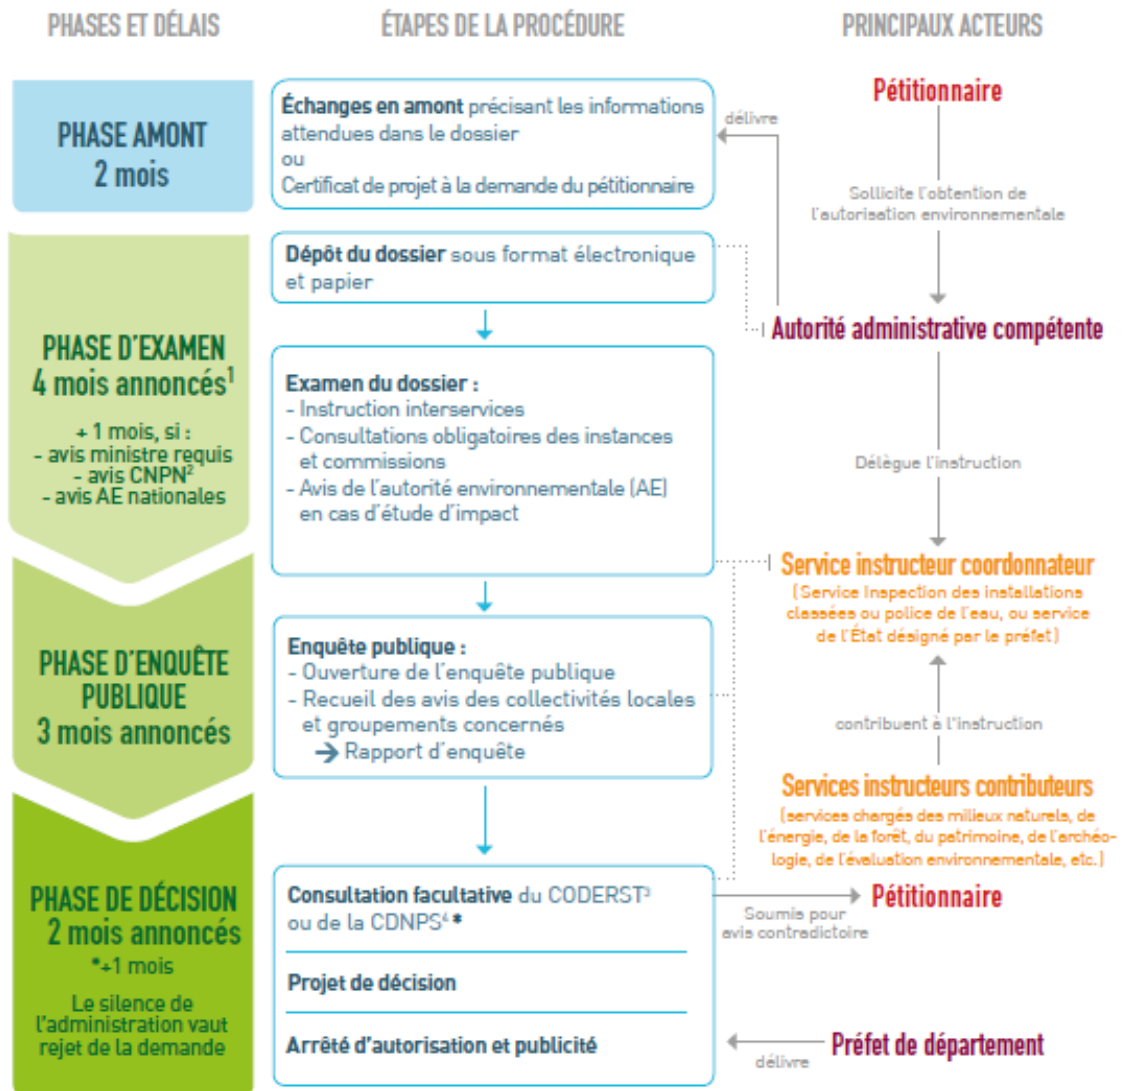 PHASES ET DÉLAIS
ÉTAPES DE LA PROCÉDURE
PRINCIPAUX ACTEURS
PHASE AMONT
2 mois
Échanges en amont précisant les informations
attendues dans le dossier
ou
Certificat de projet à la demande du pétitionnaire
délivre
Pétitionnaire
Sollicite l'obtention de
l'autorisation environnementale
Dépôt du dossier sous format électronique
et papier
Autorité administrative compétente
PHASE D'EXAMEN
4 mois annoncés¹
+ 1 mois, si :
- avis ministre requis
- avis CNPN²
- avis AE nationales
Examen du dossier :
- Instruction interservices
- Consultations obligatoires des instances
et commissions
- Avis de l'autorité environnementale (AE)
en cas d'étude d'impact
Délègue l'instruction
Service instructeur coordonnateur
(Service Inspection des installations
classées ou police de l'eau, ou service
de l'État désigné par le préfet)
PHASE D'ENQUÊTE
PUBLIQUE
3 mois annoncés
Enquête publique :
- Ouverture de l'enquête publique
- Recueil des avis des collectivités locales
et groupements concernés
→ Rapport d'enquête
contribuent à l'instruction
Services instructeurs contributeurs
(services chargés des milieux naturels, de
l'énergie, de la forêt, du patrimoine, de l'archéo-
logie, de l'évaluation environnementale, etc.)
PHASE DE DÉCISION
2 mois annoncés
*+1 mois
Le silence de
l'administration vaut
rejet de la demande
Consultation facultative du CODERST³
ou de la CDNPS⁴ *
Projet de décision
Arrêté d'autorisation et publicité
Pétitionnaire
Soumis pour
avis contradictoire
Préfet de département
délivre